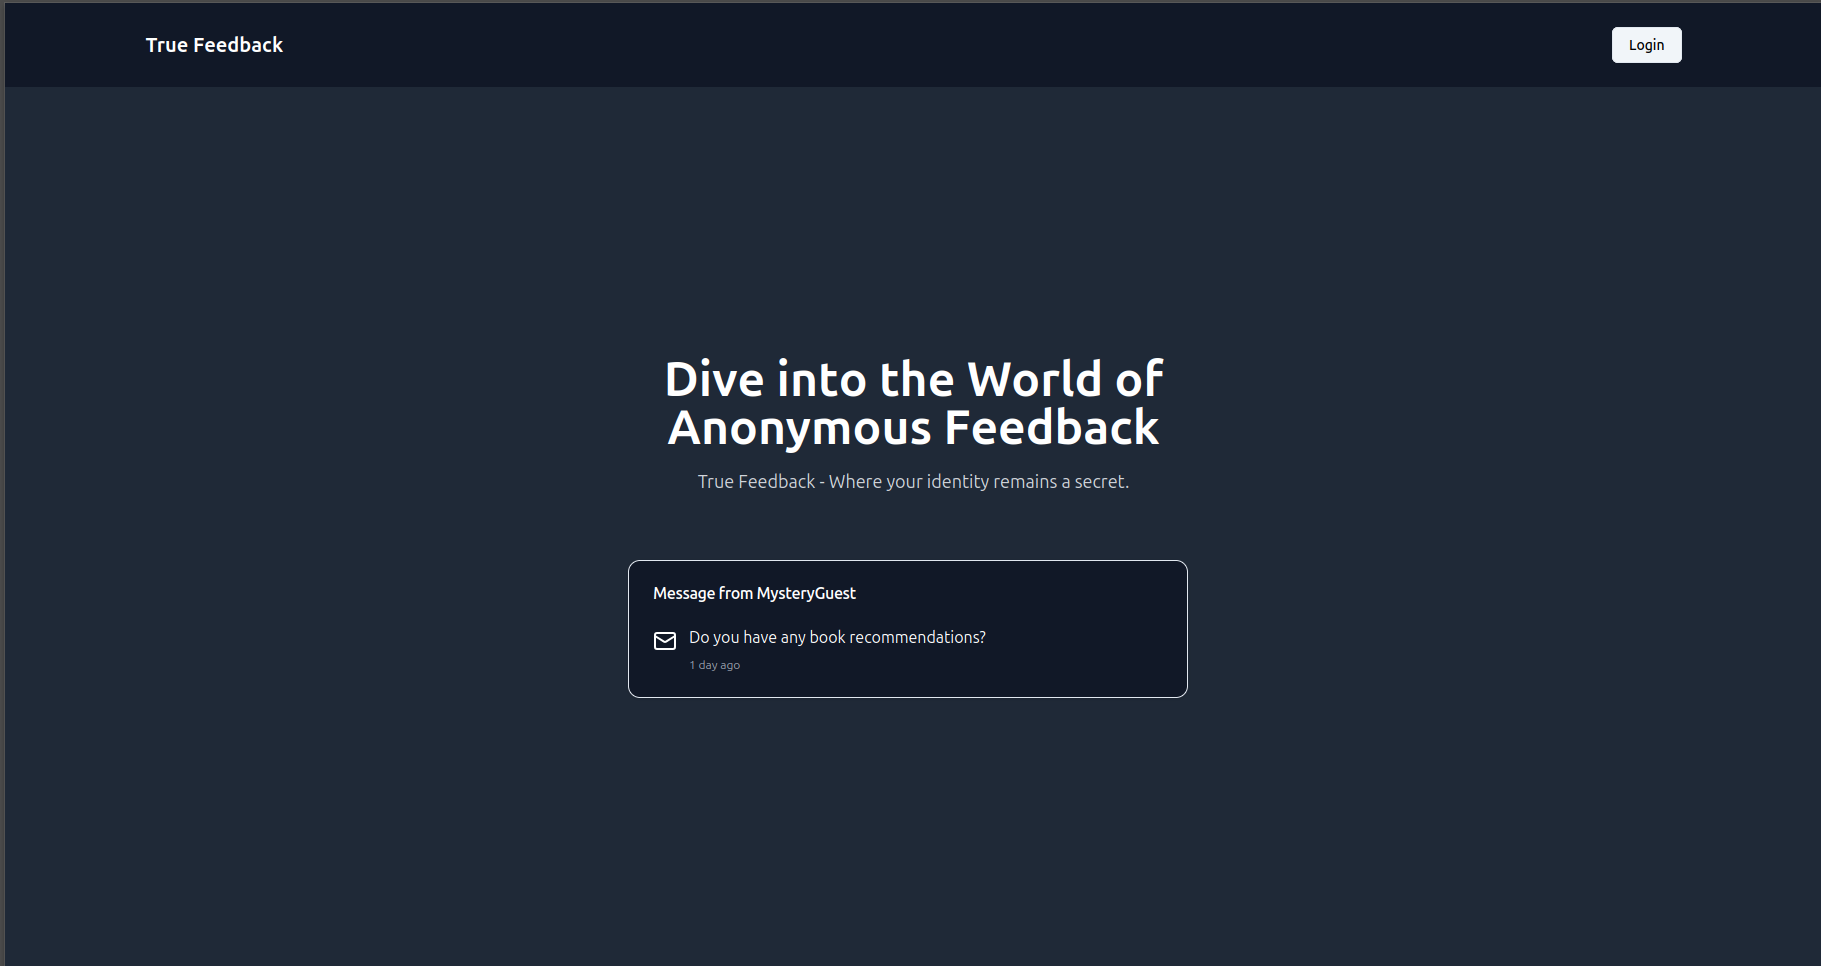 True Feedback
Login
Dive into the World of
Anonymous Feedback
True Feedback - Where your identity remains a secret.
Message from MysteryGuest
Do you have any book recommendations?
1 day ago